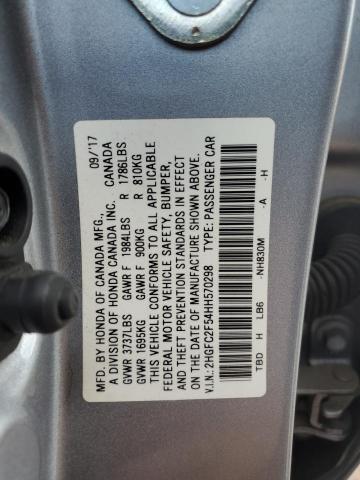 MFD. BY HONDA OF CANADA MFG., 09/17
A DIVISION OF HONDA CANADA INC. CANADA
GVWR 3737LBS GAWR F 1984LBS R 1786LBS
GVWR 1695KG GAWR F 900KG R 810KG
THIS VEHICLE CONFORMS TO ALL APPLICABLE
FEDERAL MOTOR VEHICLE SAFETY, BUMPER,
AND THEFT PREVENTION STANDARDS IN EFFECT
ON THE DATE OF MANUFACTURE SHOWN ABOVE.
V.I.N.: 2HGFC2F54HH570298 TYPE: PASSENGER CAR
TBD H LB6 -NH830M -A -H